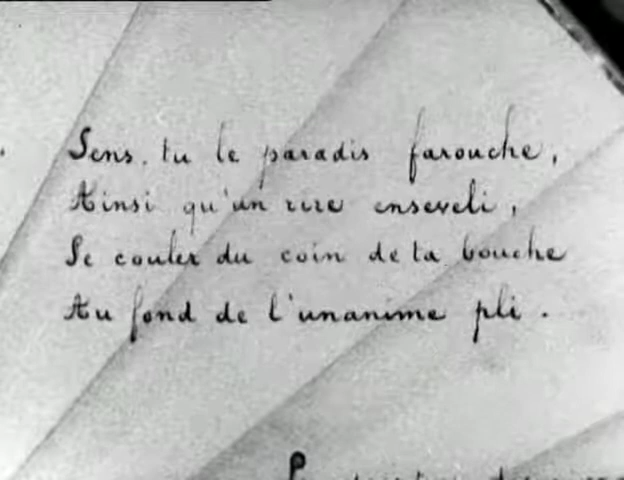 Sens-tu le paradis farouche,
Ainsi qu'un rire enseveli,
Se couler du coin de ta bouche
Au fond de l'unanime pli.